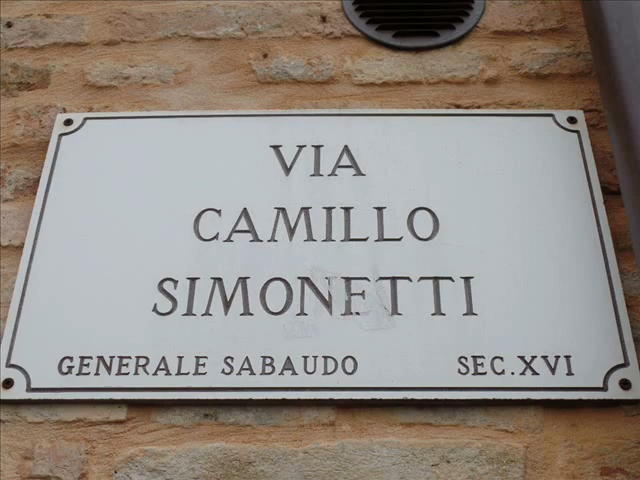 VIA
CAMILLO
SIMONETTI
GENERALE SABAUDO SEC.XVI